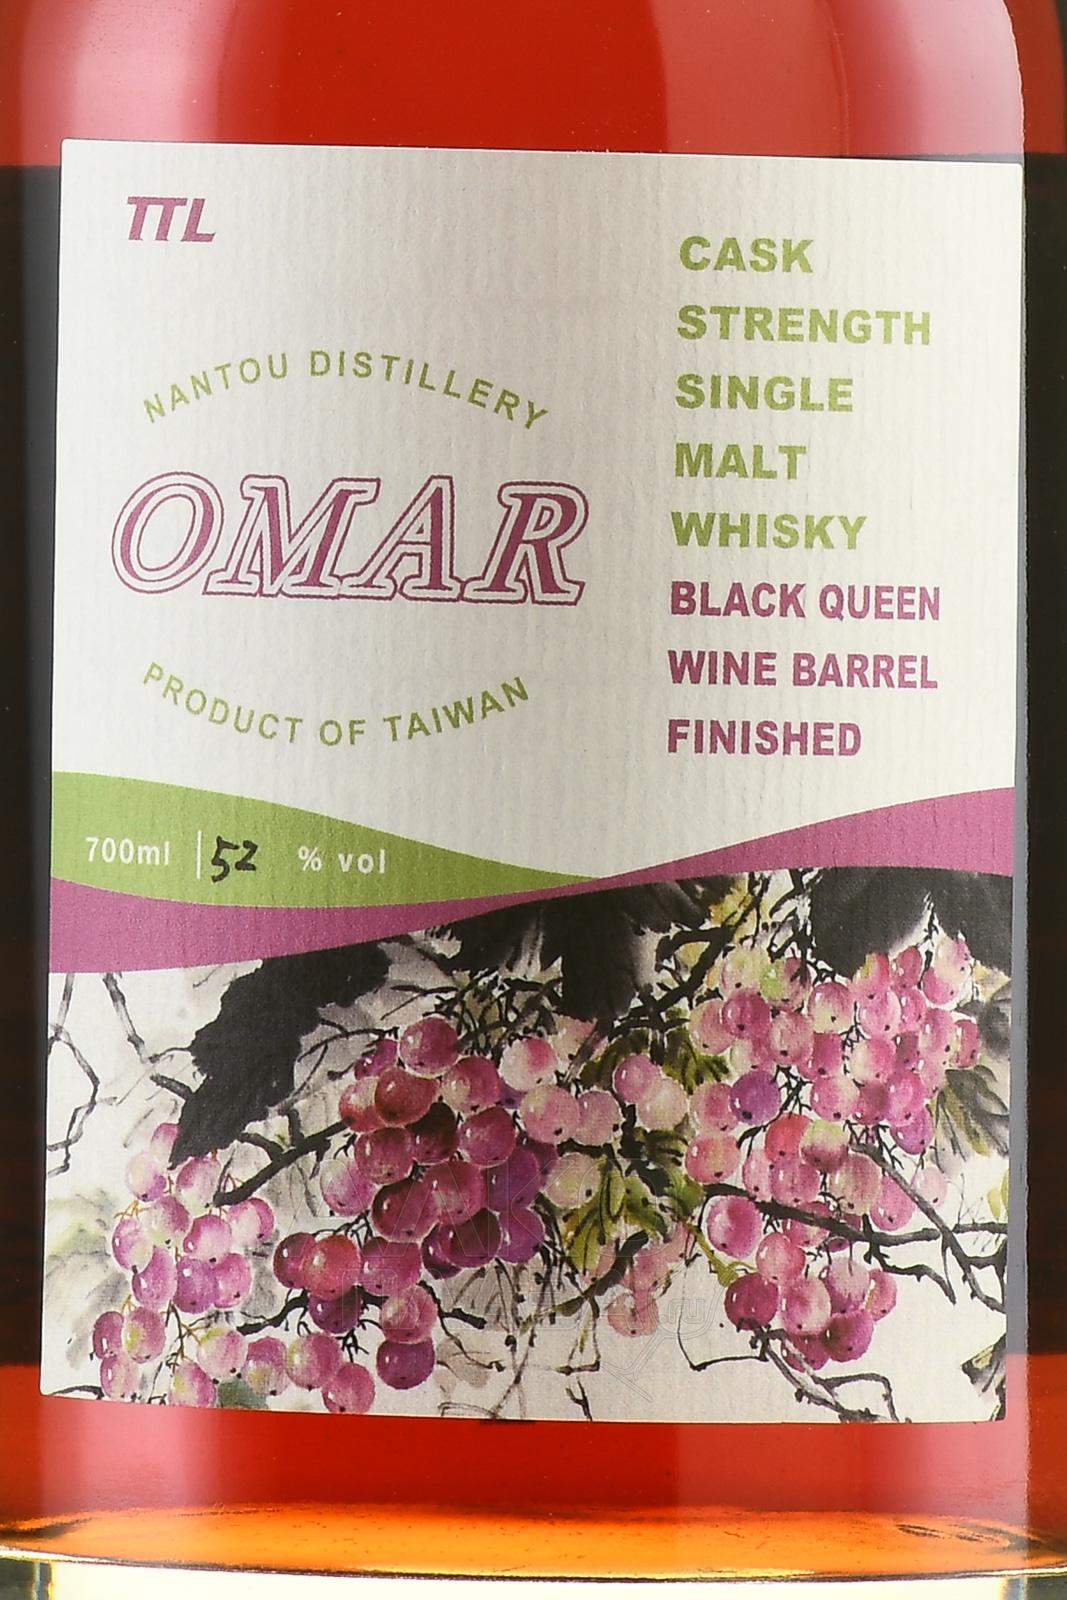 TTL
NANTOU DISTILLERY
OMAR
PRODUCT OF TAIWAN
CASK
STRENGTH
SINGLE
MALT
WHISKY
BLACK QUEEN
WINE BARREL
FINISHED
700ml | 52 % vol